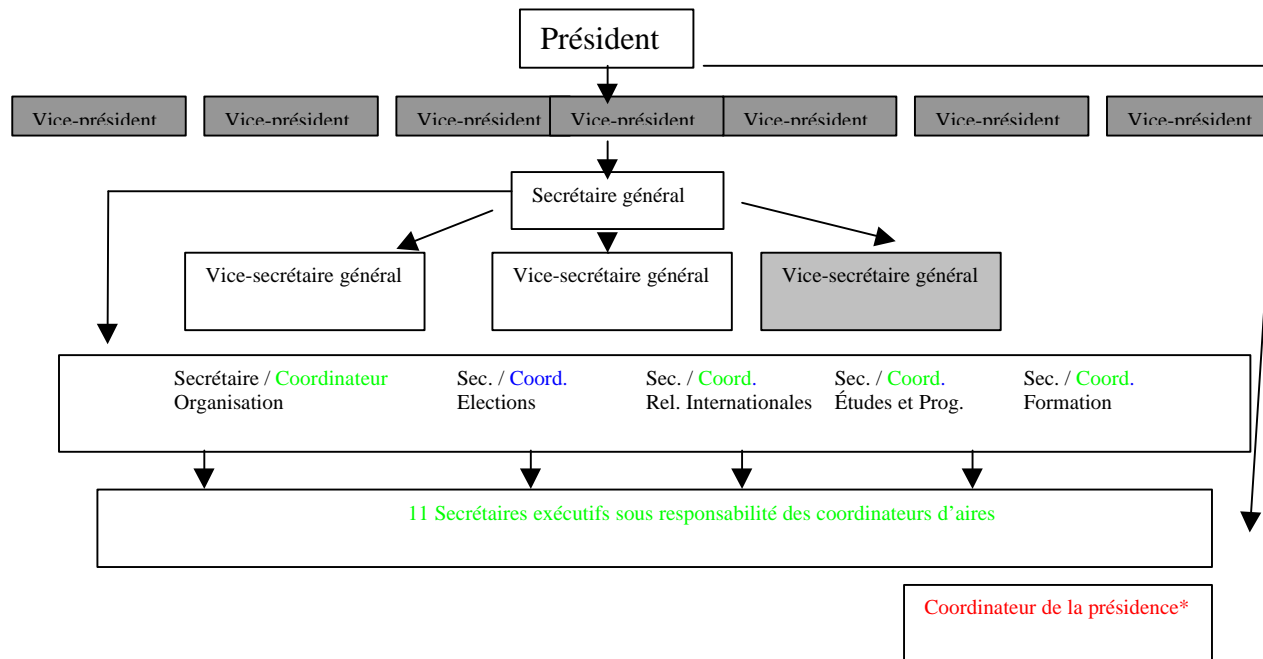 Président
Vice-président Vice-président Vice-président Vice-président Vice-président Vice-président Vice-président
Secrétaire général
Vice-secrétaire général Vice-secrétaire général Vice-secrétaire général
Secrétaire / Coordinateur Sec. / Coord. Sec. / Coord. Sec. / Coord. Sec. / Coord.
Organisation Elections Rel. Internationales Études et Prog. Formation
11 Secrétaires exécutifs sous responsabilité des coordinateurs d’aires
Coordinateur de la présidence*